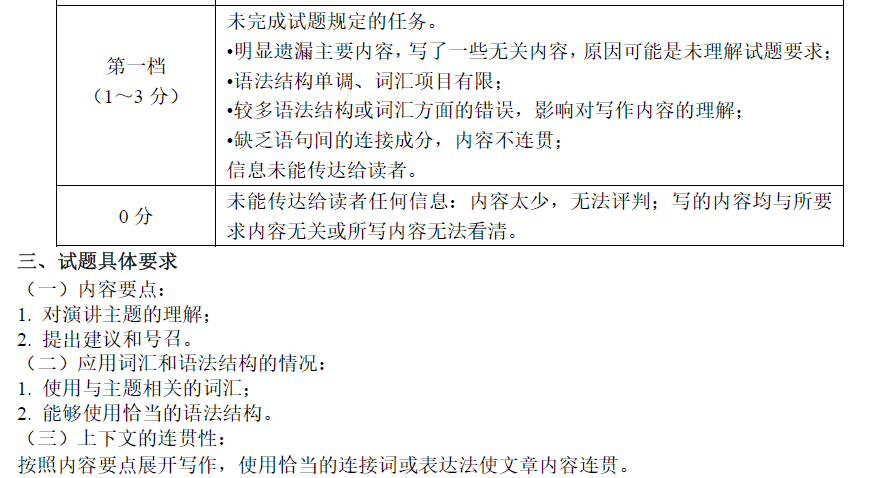 未完成试题规定的任务。
第一档
（1～3 分）
•明显遗漏主要内容，写了一些无关内容，原因可能是未理解试题要求；
•语法结构单调、词汇项目有限；
•较多语法结构或词汇方面的错误，影响对写作内容的理解；
•缺乏语句间的连接成分，内容不连贯；
信息未能传达给读者。
0 分
未能传达给读者任何信息：内容太少，无法评判；写的内容均与所要
求内容无关或所写内容无法看清。
三、试题具体要求
（一）内容要点：
1. 对演讲主题的理解；
2. 提出建议和号召。
（二）应用词汇和语法结构的情况：
1. 使用与主题相关的词汇；
2. 能够使用恰当的语法结构。
（三）上下文的连贯性：
按照内容要点展开写作，使用恰当的连接词或表达法使文章内容连贯。